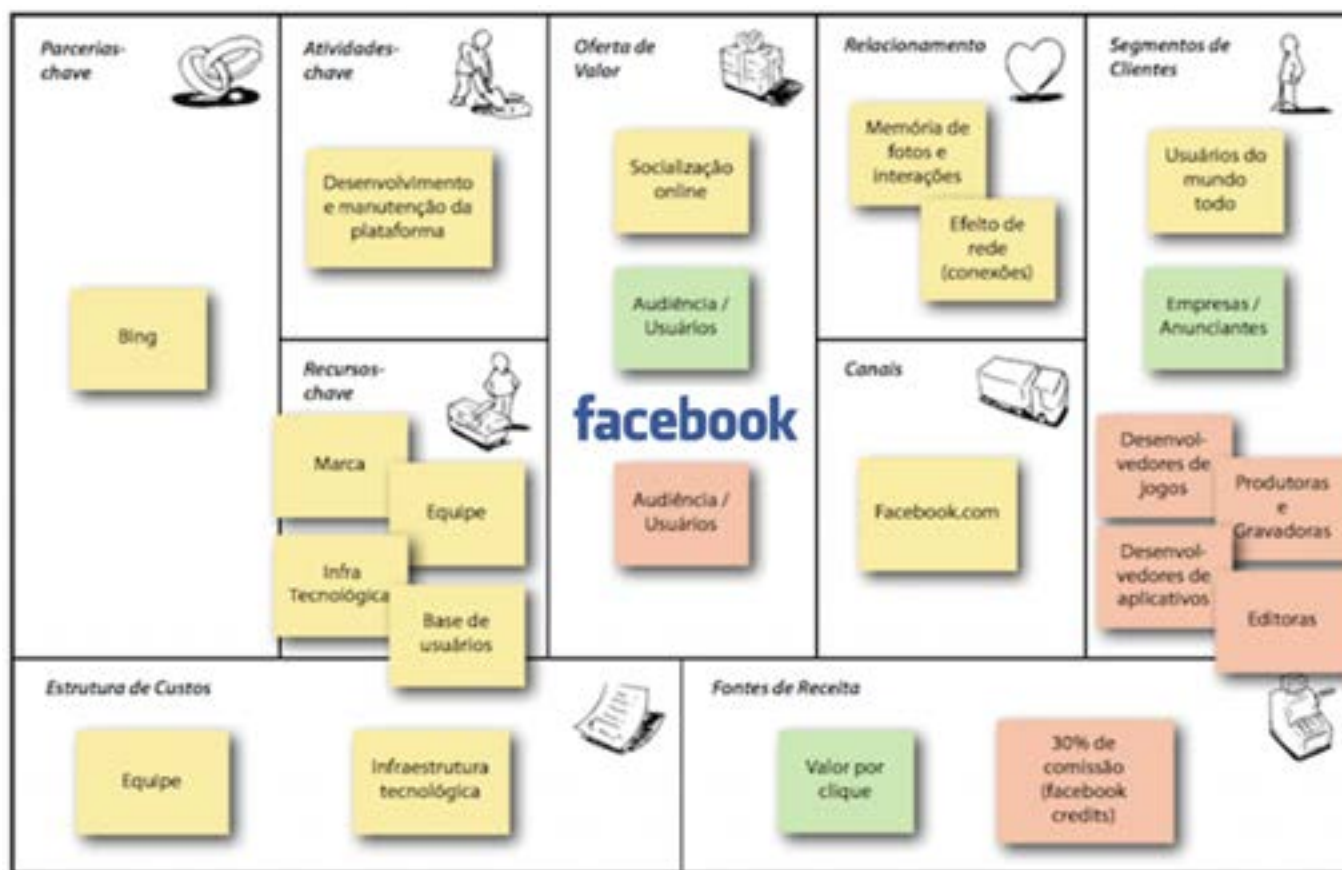 Parcerias-
chave
Bing
Atividades-
chave
Desenvolvimento
e manutenção da
plataforma
Recursos-
chave
Marca
Equipe
Infra
Tecnológica
Base de
usuários
Oferta de
Valor
Socialização
online
Audiência /
Usuários
facebook
Audiência /
Usuários
Relacionamento
Memória de
fotos e
interações
Efeito de
rede
(conexões)
Canais
Facebook.com
Segmentos de
Clientes
Usuários do
mundo
todo
Empresas /
Anunciantes
Desenvol-
vedores de
jogos
Produtoras
e
Gravadoras
Desenvol-
vedores de
aplicativos
Editoras
Estrutura de Custos
Equipe
Infraestrutura
tecnológica
Fontes de Receita
Valor por
clique
30% de
comissão
(facebook
credits)